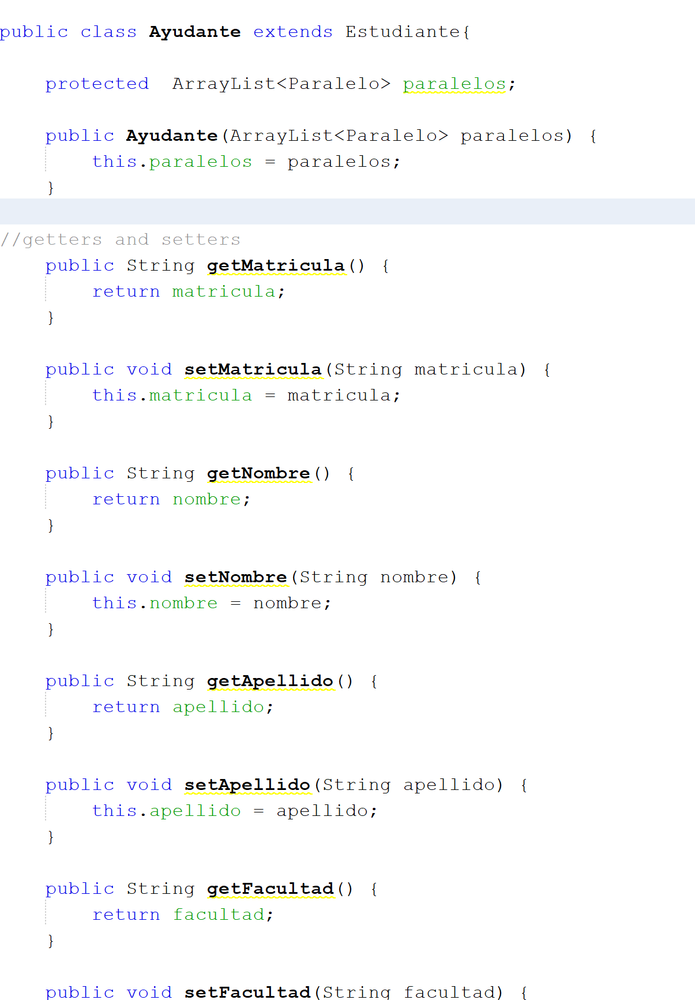 public class Ayudante extends Estudiante{
protected  ArrayList<Paralelo> paralelos;
public Ayudante(ArrayList<Paralelo> paralelos) {
this.paralelos = paralelos;
}
//getters and setters
public String getMatricula() {
return matricula;
}
public void setMatricula(String matricula) {
this.matricula = matricula;
}
public String getNombre() {
return nombre;
}
public void setNombre(String nombre) {
this.nombre = nombre;
}
public String getApellido() {
return apellido;
}
public void setApellido(String apellido) {
this.apellido = apellido;
}
public String getFacultad() {
return facultad;
}
public void setFacultad(String facultad) {